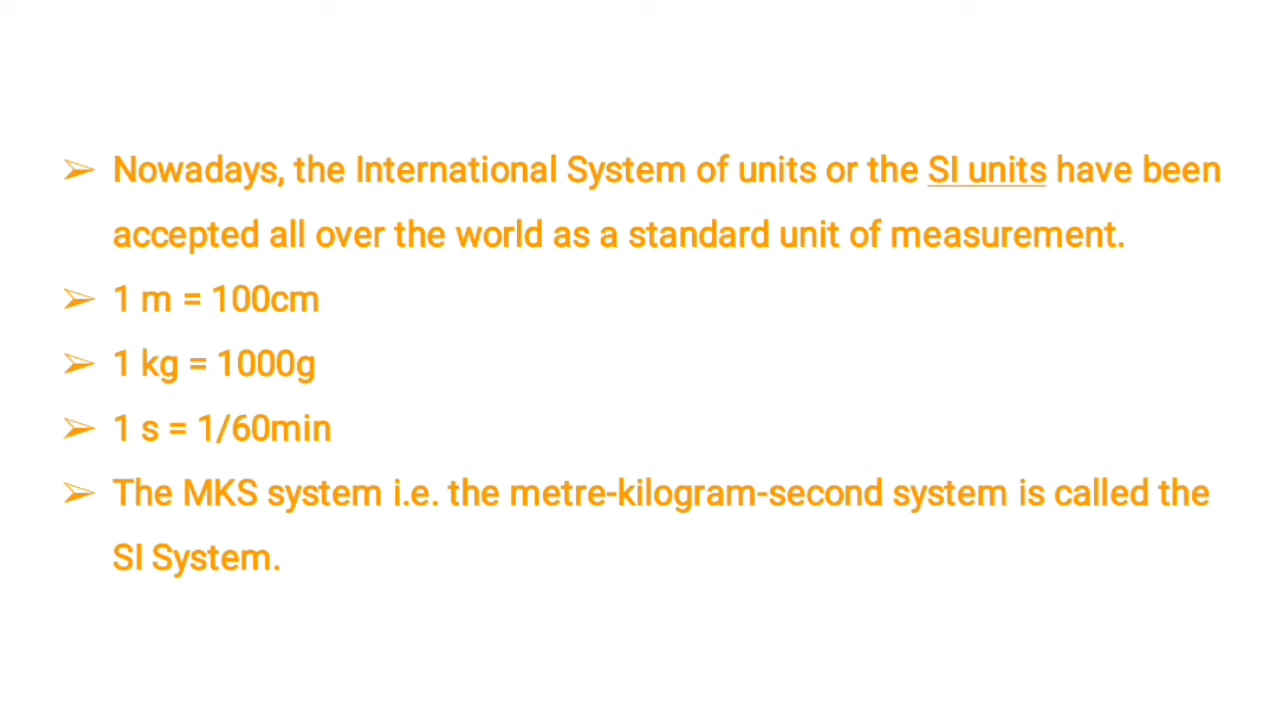 ➢ Nowadays, the International System of units or the SI units have been
accepted all over the world as a standard unit of measurement.
➢ 1 m = 100cm
➢ 1 kg = 1000g
➢ 1 s = 1/60min
➢ The MKS system i.e. the metre-kilogram-second system is called the
SI System.